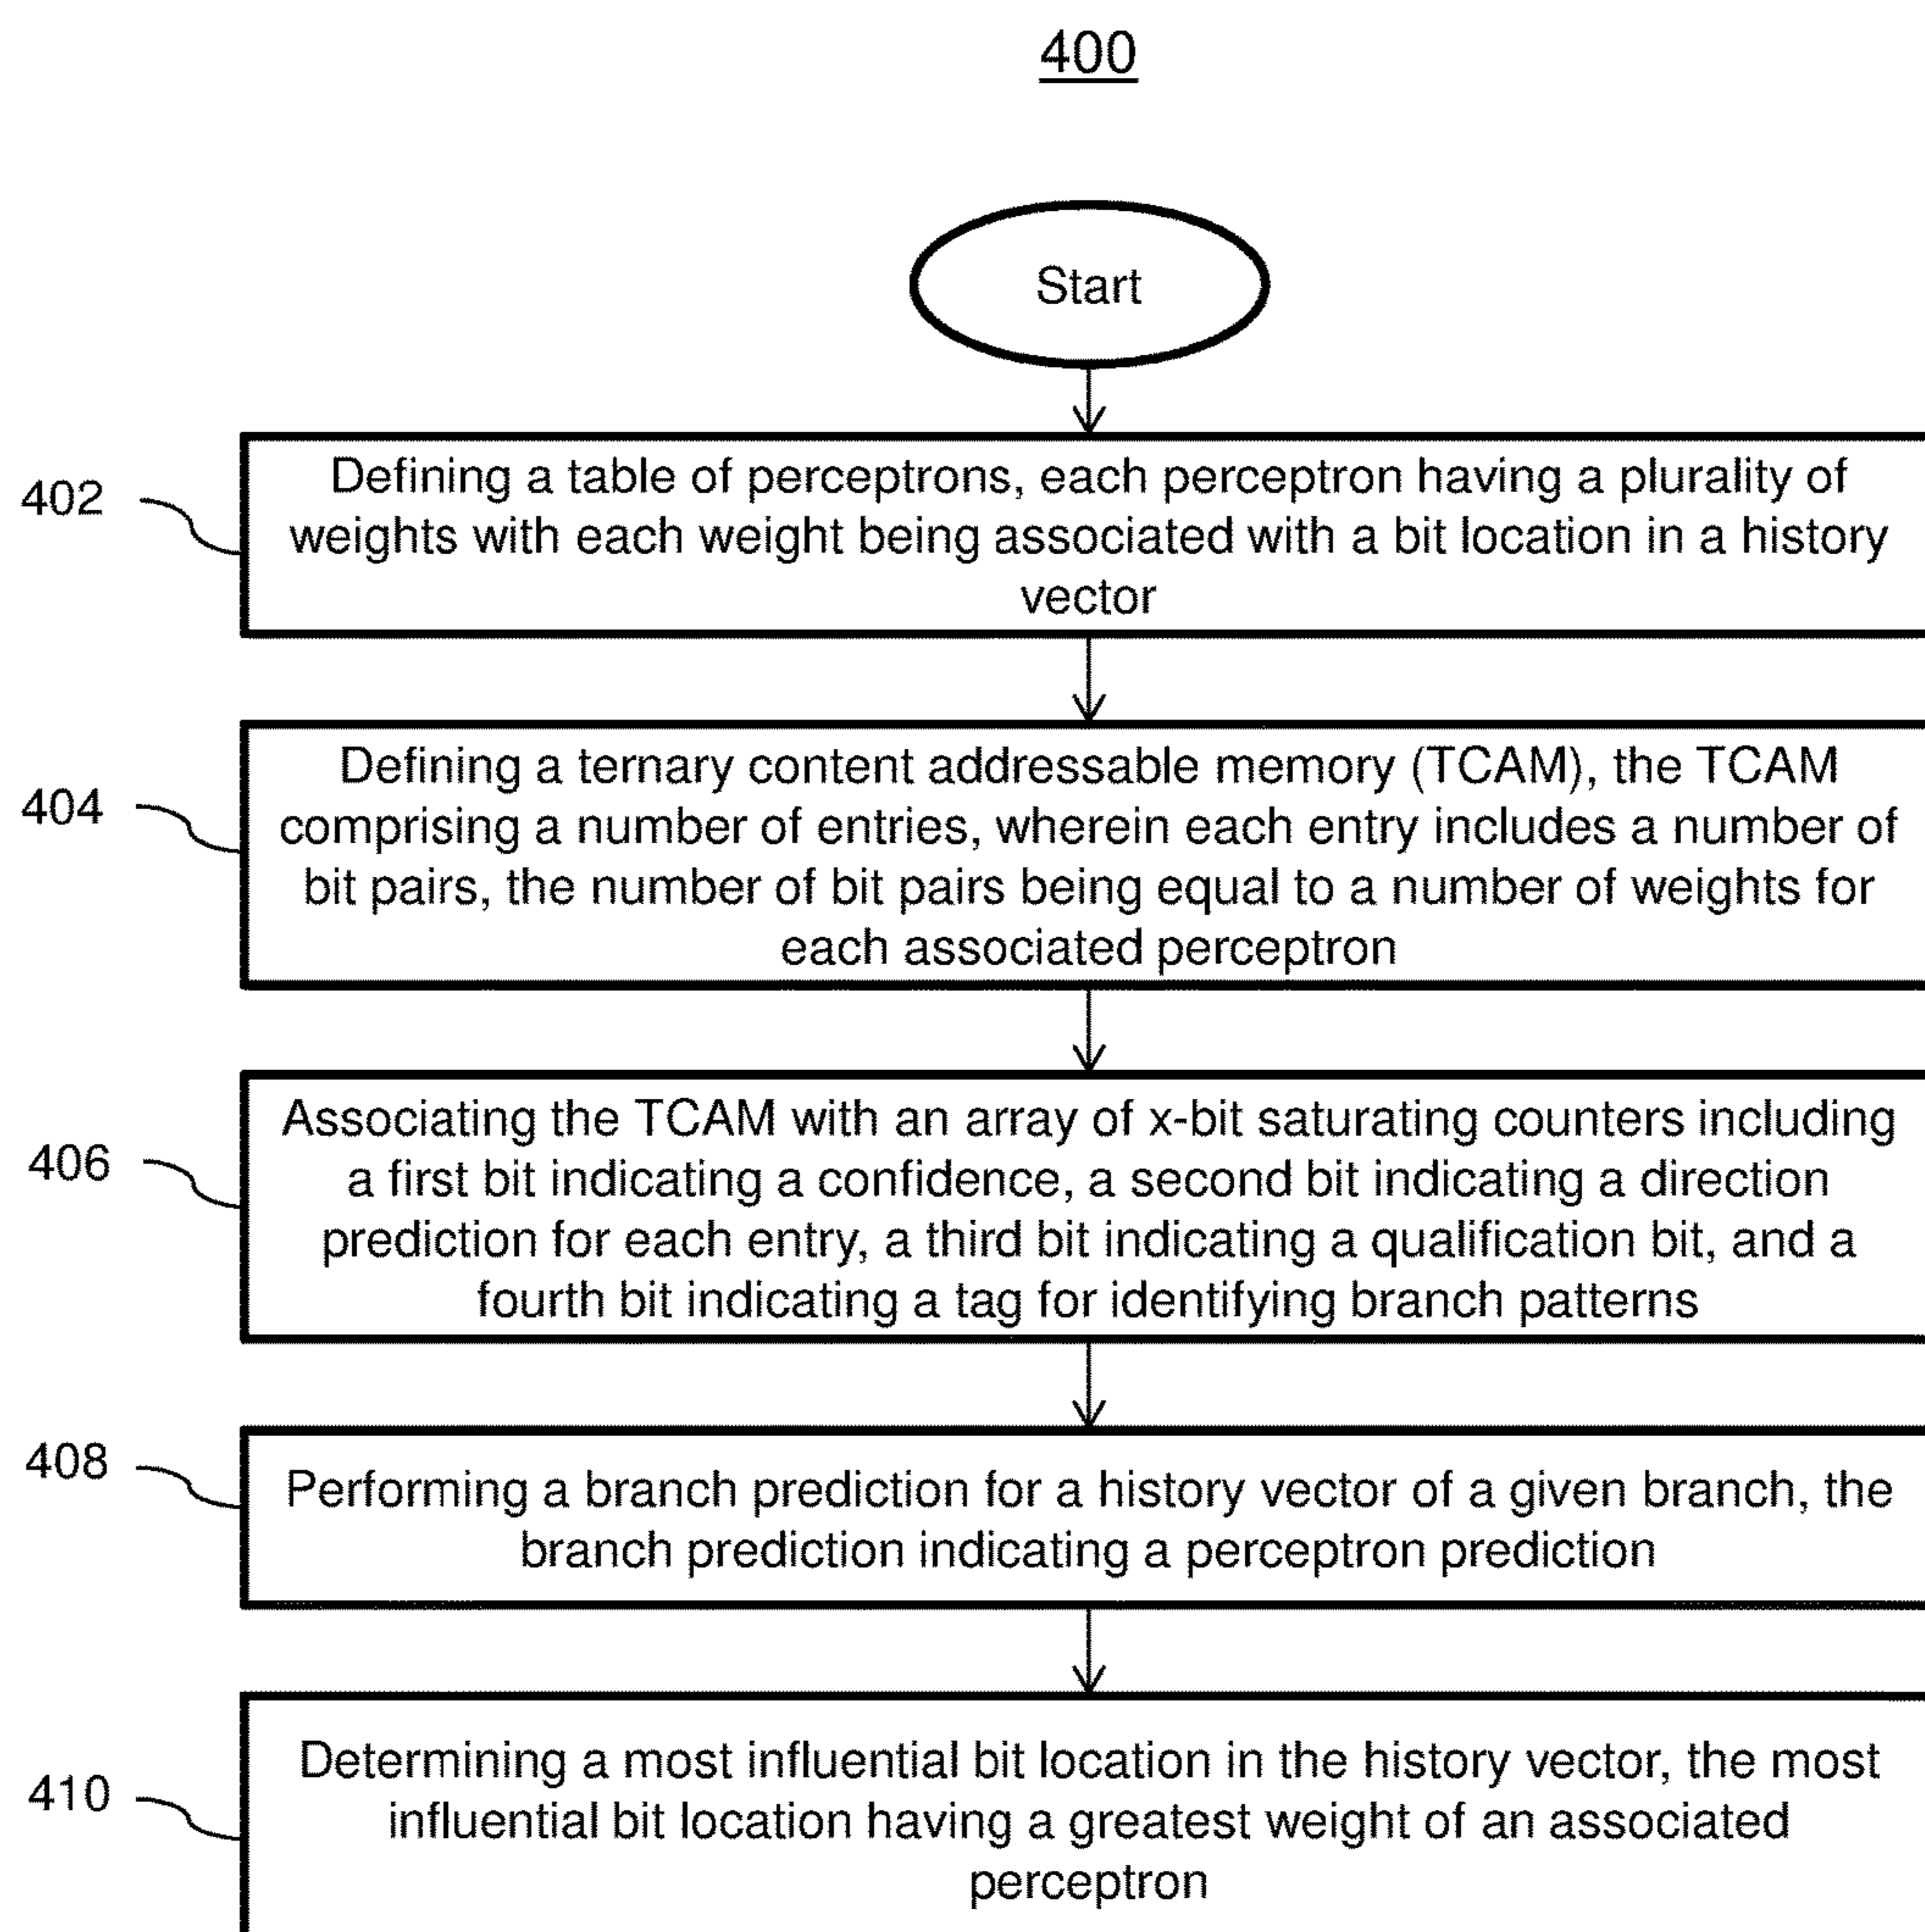 400
Start
402
Defining a table of perceptrons, each perceptron having a plurality of
weights with each weight being associated with a bit location in a history
vector
404
Defining a ternary content addressable memory (TCAM), the TCAM
comprising a number of entries, wherein each entry includes a number of
bit pairs, the number of bit pairs being equal to a number of weights for
each associated perceptron
406
Associating the TCAM with an array of x-bit saturating counters including
a first bit indicating a confidence, a second bit indicating a direction
prediction for each entry, a third bit indicating a qualification bit, and a
fourth bit indicating a tag for identifying branch patterns
408
Performing a branch prediction for a history vector of a given branch, the
branch prediction indicating a perceptron prediction
410
Determining a most influential bit location in the history vector, the most
influential bit location having a greatest weight of an associated
perceptron